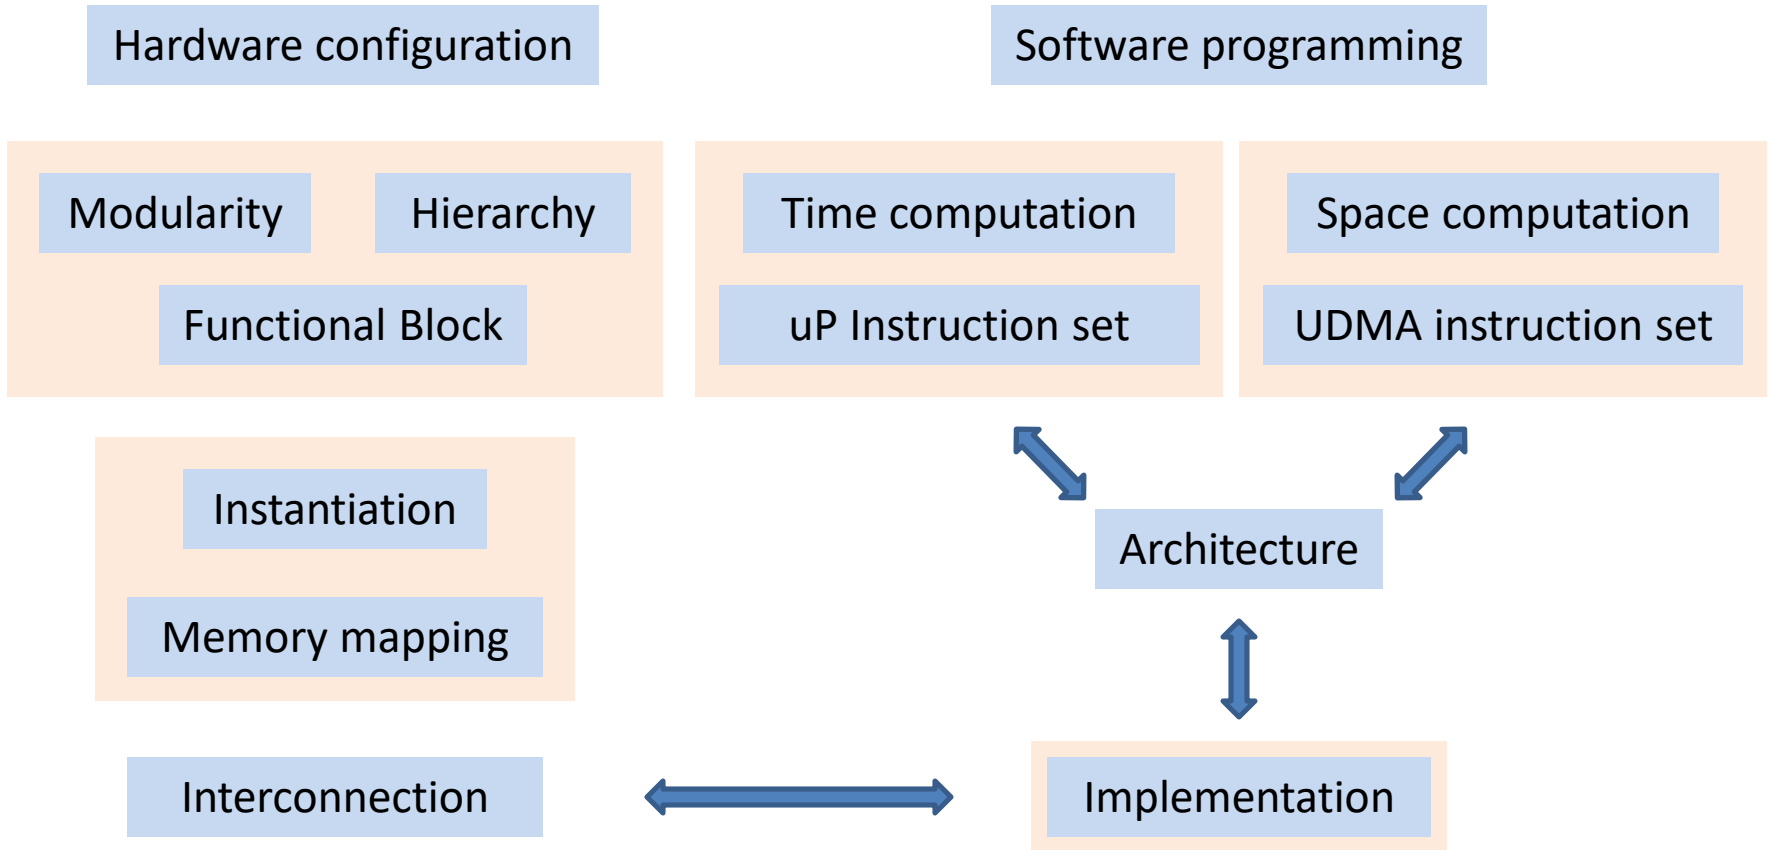 Hardware configuration
Software programming
Modularity
Hierarchy
Functional Block
Time computation
uP Instruction set
Space computation
UDMA instruction set
Instantiation
Memory mapping
Architecture
Interconnection
Implementation